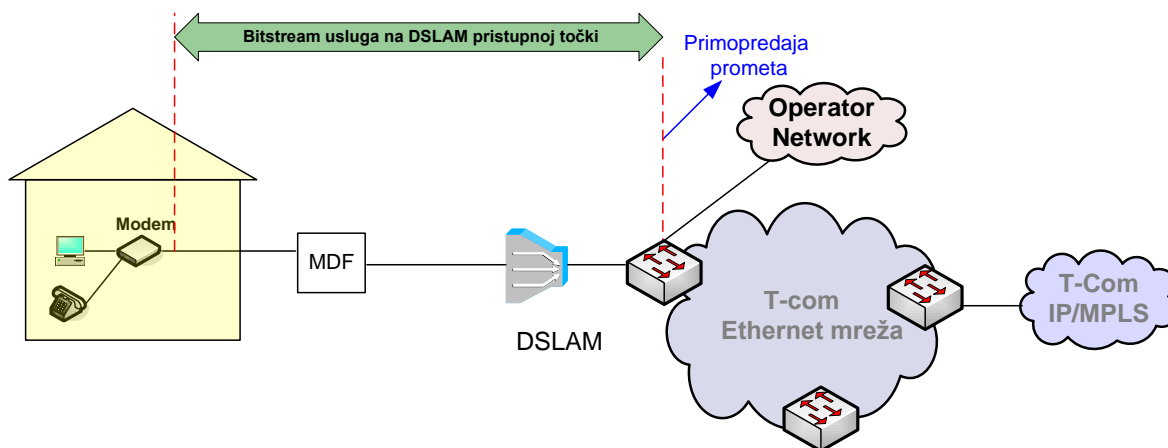 Bitstream usluga na DSLAM pristupnoj točki
Primopredaja
prometa
Operator
Network
Modem
MDF
DSLAM
T-com
Ethernet mreža
T-Com
IP/MPLS